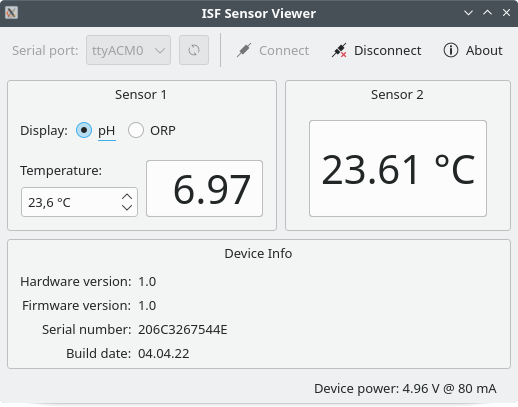 ISF Sensor Viewer
Serial port: ttyACM0 Connect Disconnect About
Sensor 1
Display: pH ORP
Temperature:
23,6 °C
6.97
Sensor 2
23.61 °C
Device Info
Hardware version: 1.0
Firmware version: 1.0
Serial number: 206C3267544E
Build date: 04.04.22
Device power: 4.96 V @ 80 mA